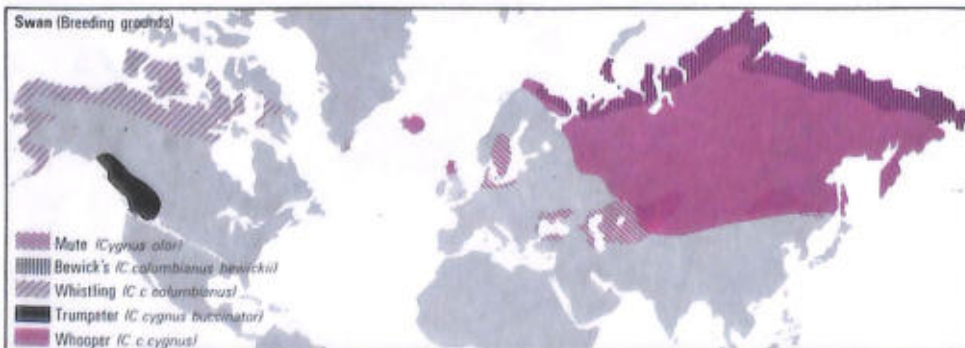 Swan (Breeding grounds)
Mute (Cygnus olor)
Bewick's (C.columbianus bewickii)
Whistling (C c columbianus)
Trumpeter (C cygnus buccinator)
Whooper (C c cygnus)